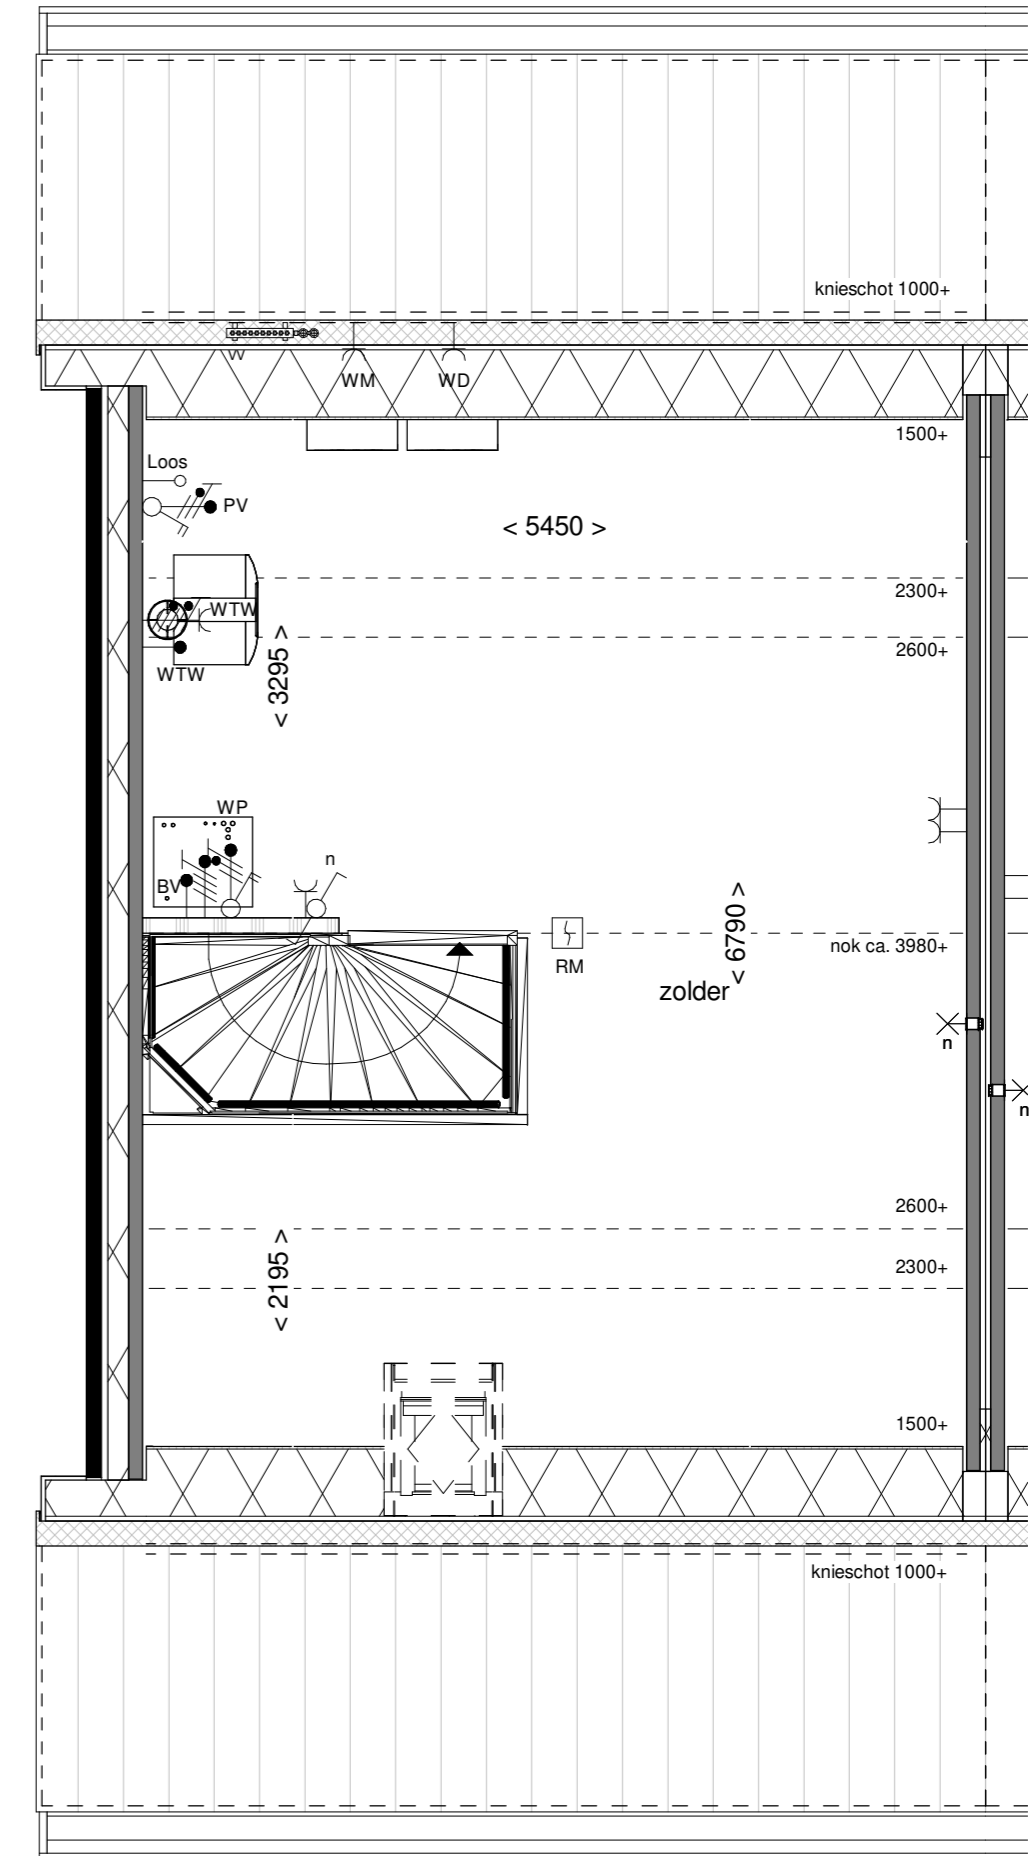 knieschot 1000+
W
WM
WD
1500+
Loos
PV
< 5450 >
2300+
WTW
2600+
WTW
< 3295 >
WP
BV
n
< 6790 >
nok ca. 3980+
RM
zolder
n
n
2600+
< 2195 >
2300+
1500+
knieschot 1000+